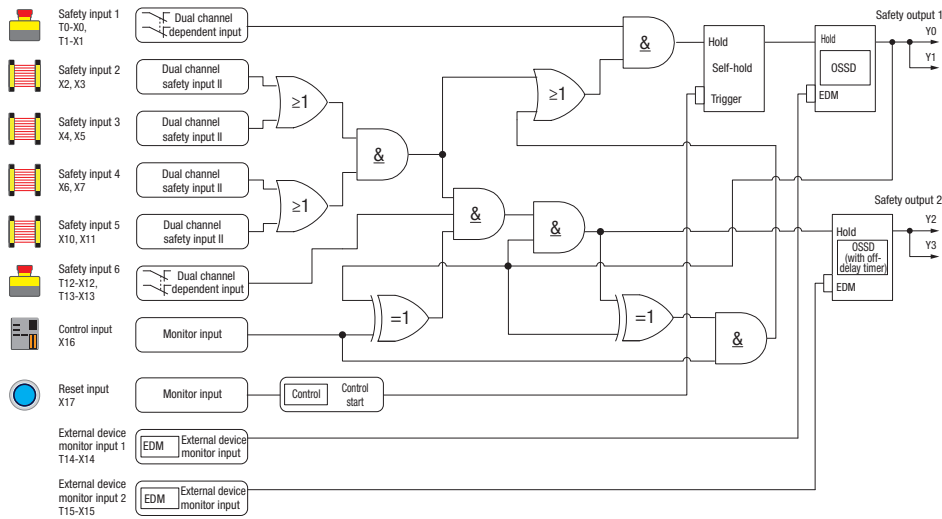 Safety input 1
T0-X0,
T1-X1
Dual channel
dependent input
Safety input 2
X2, X3
Dual channel
safety input II
Safety input 3
X4, X5
Dual channel
safety input II
Safety input 4
X6, X7
Dual channel
safety input II
Safety input 5
X10, X11
Dual channel
safety input II
Safety input 6
T12-X12,
T13-X13
Dual channel
dependent input
Control input
X16
Monitor input
Reset input
X17
Monitor input
Control
Control
start
External device
monitor input 1
T14-X14
EDM
External device
monitor input
External device
monitor input 2
T15-X15
EDM
External device
monitor input
≥1
≥1
&
&
=1
&
≥1
&
=1
&
Hold
Self-hold
Trigger
Hold
OSSD
EDM
Safety output 1
Y0
Y1
Safety output 2
Hold
OSSD
(with off-
delay timer)
EDM
Y2
Y3